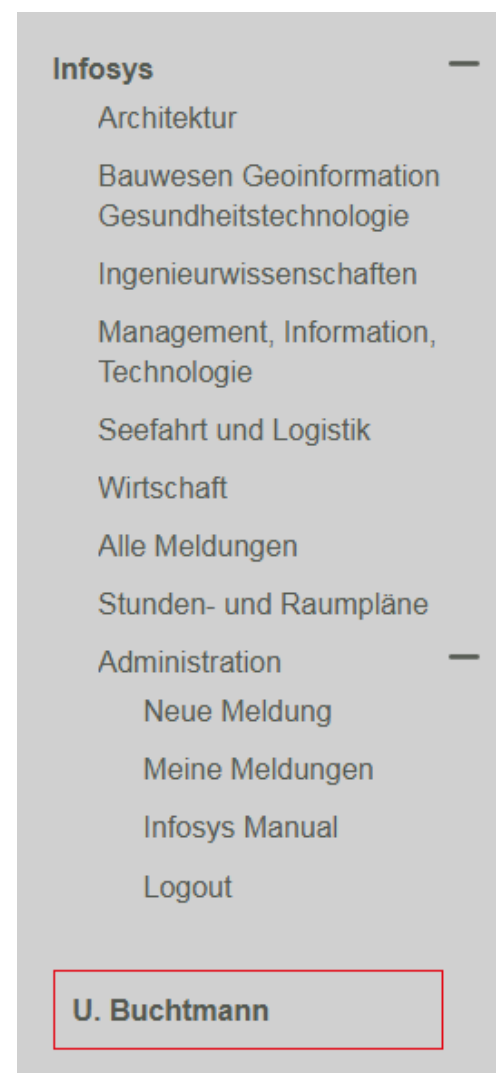 Infosys
Architektur
Bauwesen Geoinformation
Gesundheitstechnologie
Ingenieurwissenschaften
Management, Information,
Technologie
Seefahrt und Logistik
Wirtschaft
Alle Meldungen
Stunden- und Raumpläne
Administration
Neue Meldung
Meine Meldungen
Infosys Manual
Logout
U. Buchtmann